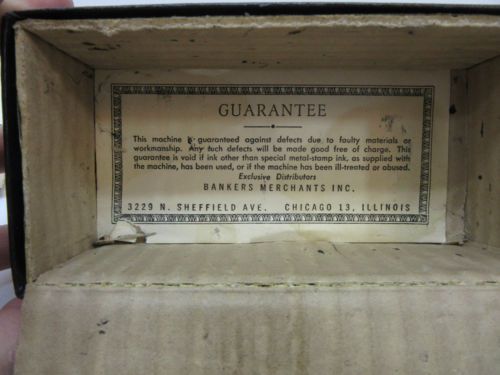 GUARANTEE
This machine is guaranteed against defects due to faulty materials or
workmanship. Any such defects will be made good free of charge. This
guarantee is void if ink other than special metal-stamp ink, as supplied with
the machine, has been used, or if the machine has been ill-treated or abused.
Exclusive Distributors
BANKERS MERCHANTS INC.
3229 N. SHEFFIELD AVE. CHICAGO 13, ILLINOIS